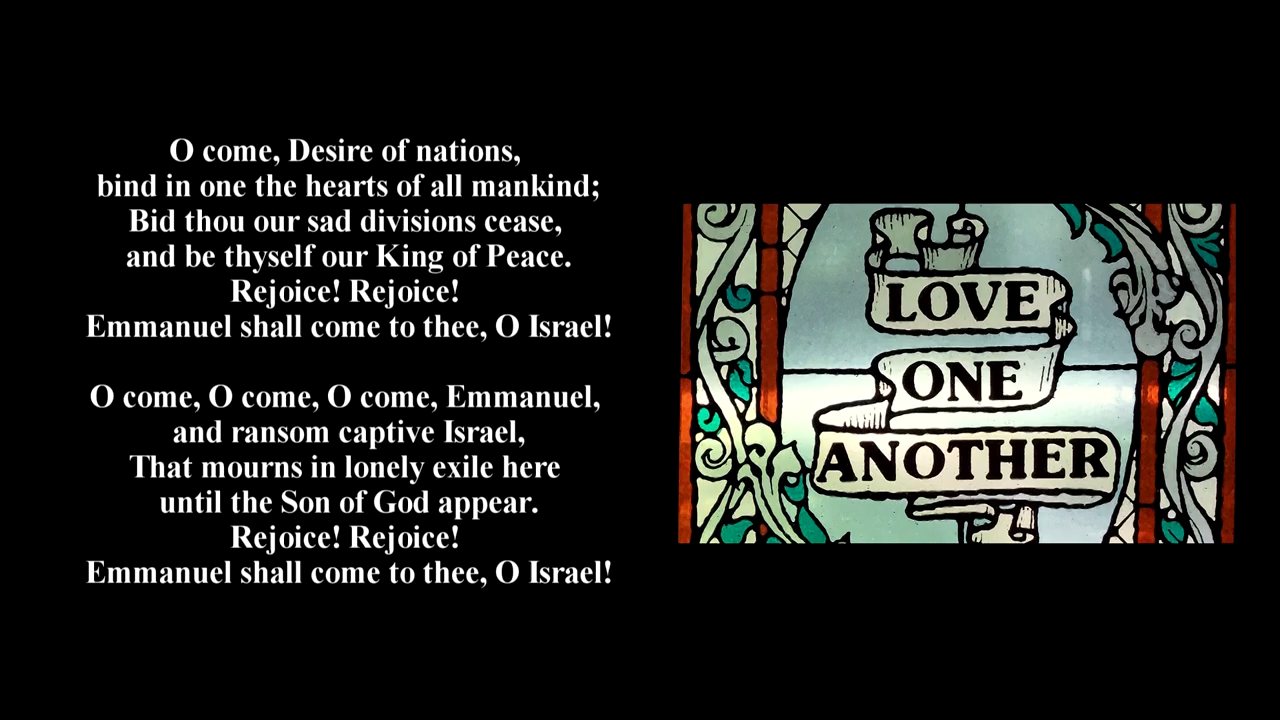 O come, Desire of nations,
bind in one the hearts of all mankind;
Bid thou our sad divisions cease,
and be thyself our King of Peace.
Rejoice! Rejoice!
Emmanuel shall come to thee, O Israel!
O come, O come, O come, Emmanuel,
and ransom captive Israel,
That mourns in lonely exile here
until the Son of God appear.
Rejoice! Rejoice!
Emmanuel shall come to thee, O Israel!
LOVE
ONE
ANOTHER